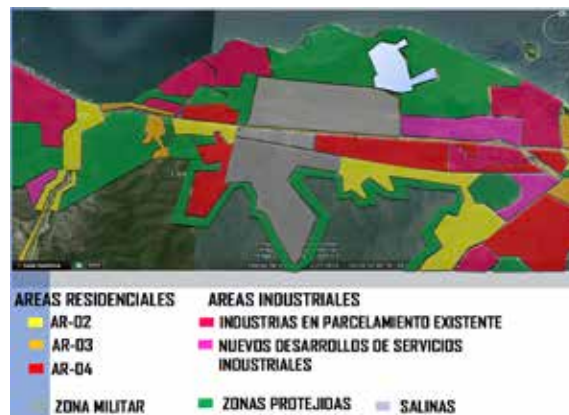 AREAS RESIDENCIALES
AR-02
AR-03
AR-04
AREAS INDUSTRIALES
INDUSTRIAS EN PARCELAMIENTO EXISTENTE
NUEVOS DESARROLLOS DE SERVICIOS
INDUSTRIALES
ZONA MILITAR
ZONAS PROTEJIDAS
SALINAS